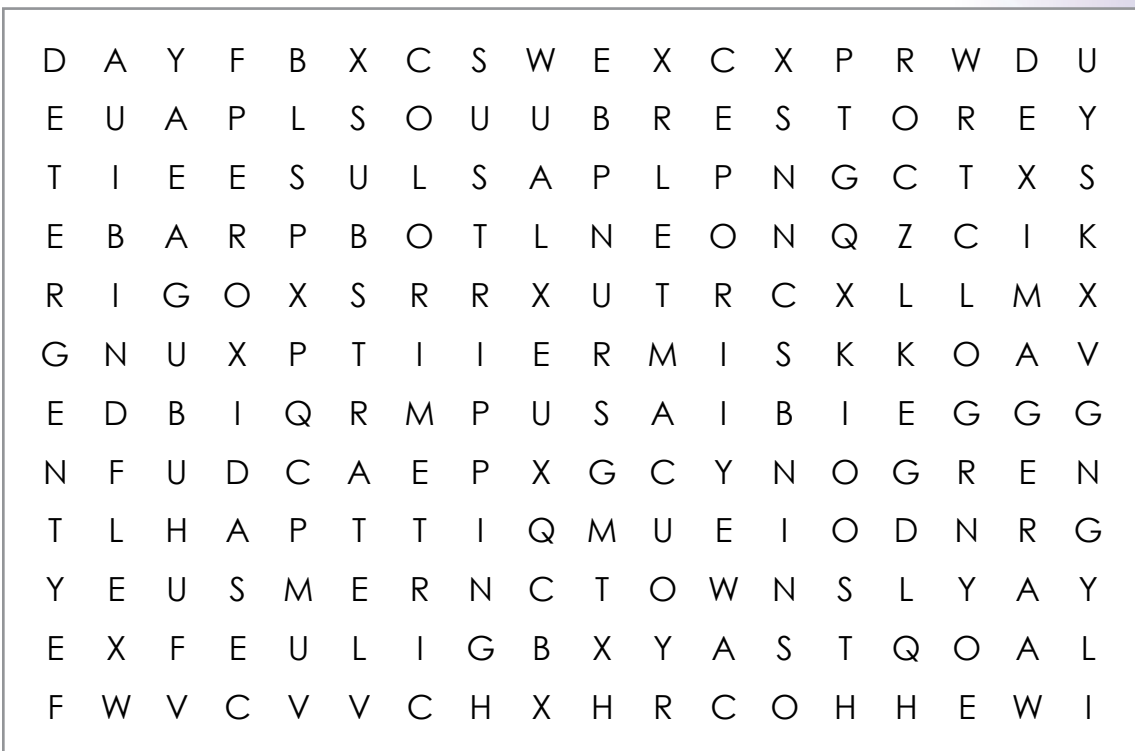 D A Y F B X C S W E X C X P R W D U
E U A P L S O U U B R E S T O R E Y
T I E E S U L S A P L P N G C T X S
E B A R P B O T L N E O N Q Z C I K
R I G O X S R R X U T R C X L L M X
G N U X P T I I E R M I S K K O A V
E D B I Q R M P U S A I B I E G G G
N F U D C A E P X G C Y N O G R E N
T L H A P T T I Q M U E I O D N R G
Y E U S M E R N C T O W N S L Y A Y
E X F E U L I G B X Y A S T Q O A L
F W V C V V C H X H R C O H H E W I